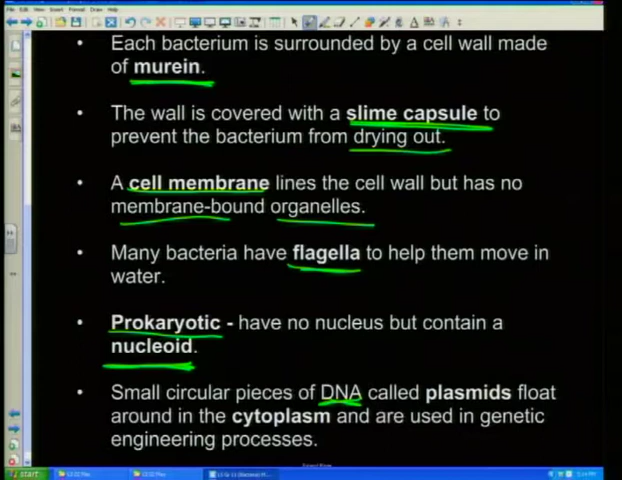 Each bacterium is surrounded by a cell wall made
of murein.
The wall is covered with a slime capsule to
prevent the bacterium from drying out.
A cell membrane lines the cell wall but has no
membrane-bound organelles.
Many bacteria have flagella to help them move in
water.
Prokaryotic - have no nucleus but contain a
nucleoid.
Small circular pieces of DNA called plasmids float
around in the cytoplasm and are used in genetic
engineering processes.
START